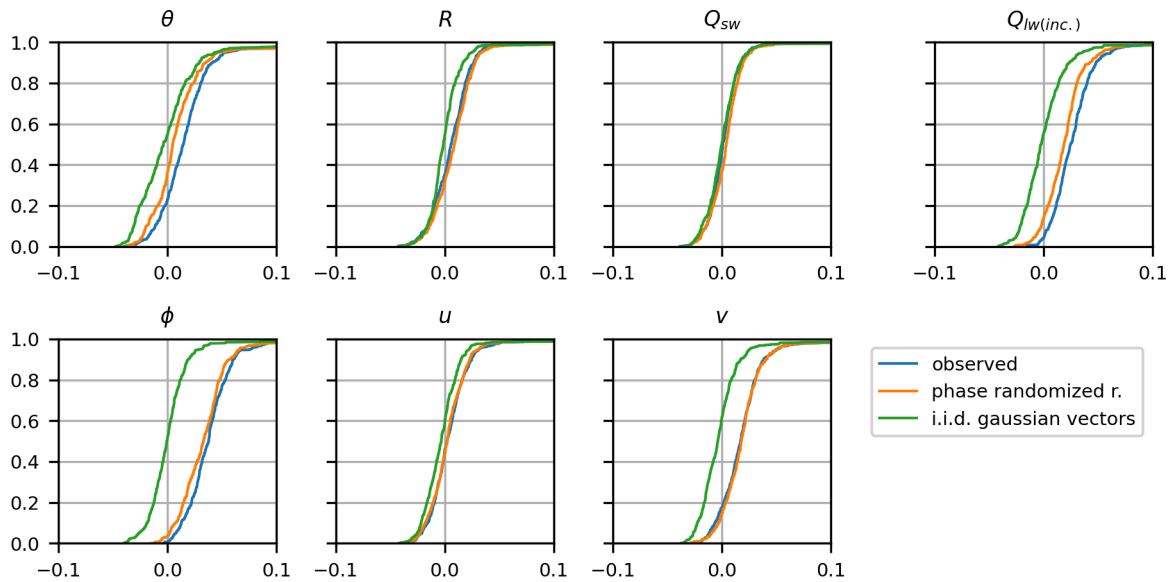 θ R Q_sw Q_lw(inc.)
1.0
0.8
0.6
0.4
0.2
0.0
−0.1 0.0 0.1 −0.1 0.0 0.1 −0.1 0.0 0.1 −0.1 0.0 0.1
ϕ u v
1.0
0.8
0.6
0.4
0.2
0.0
−0.1 0.0 0.1 −0.1 0.0 0.1 −0.1 0.0 0.1
observed
phase randomized r.
i.i.d. gaussian vectors